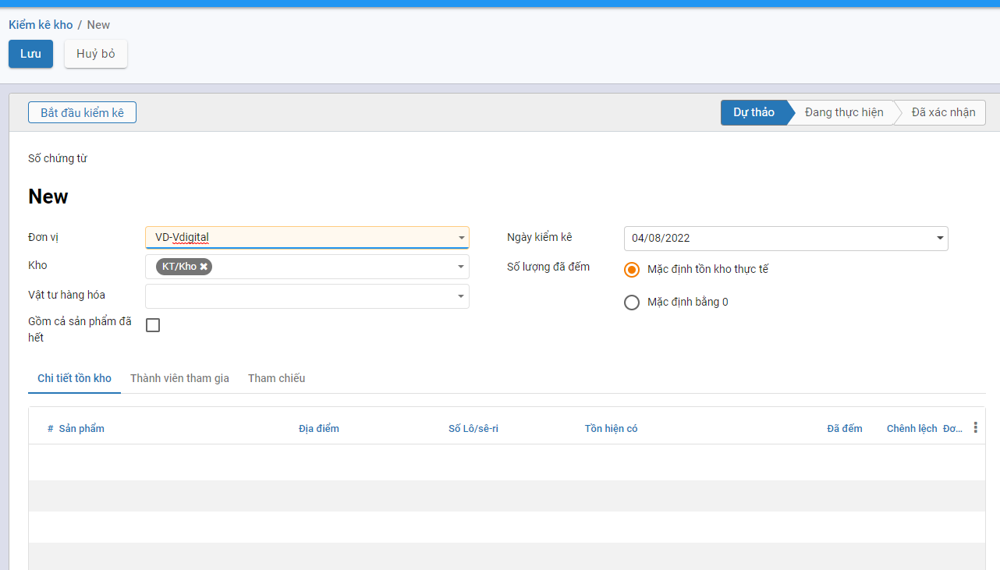 Kiểm kê kho / New
Lưu
Huỷ bỏ
Bắt đầu kiểm kê
Dự thảo
Đang thực hiện
Đã xác nhận
Số chứng từ
New
Đơn vị
VD-Vdigital
Ngày kiểm kê
04/08/2022
Kho
KT/Kho
Số lượng đã đếm
Mặc định tồn kho thực tế
Vật tư hàng hóa
Mặc định bằng 0
Gồm cả sản phẩm đã
hết
Chi tiết tồn kho
Thành viên tham gia
Tham chiếu
# Sản phẩm
Địa điểm
Số Lô/sê-ri
Tồn hiện có
Đã đếm
Chênh lệch
Đơ...